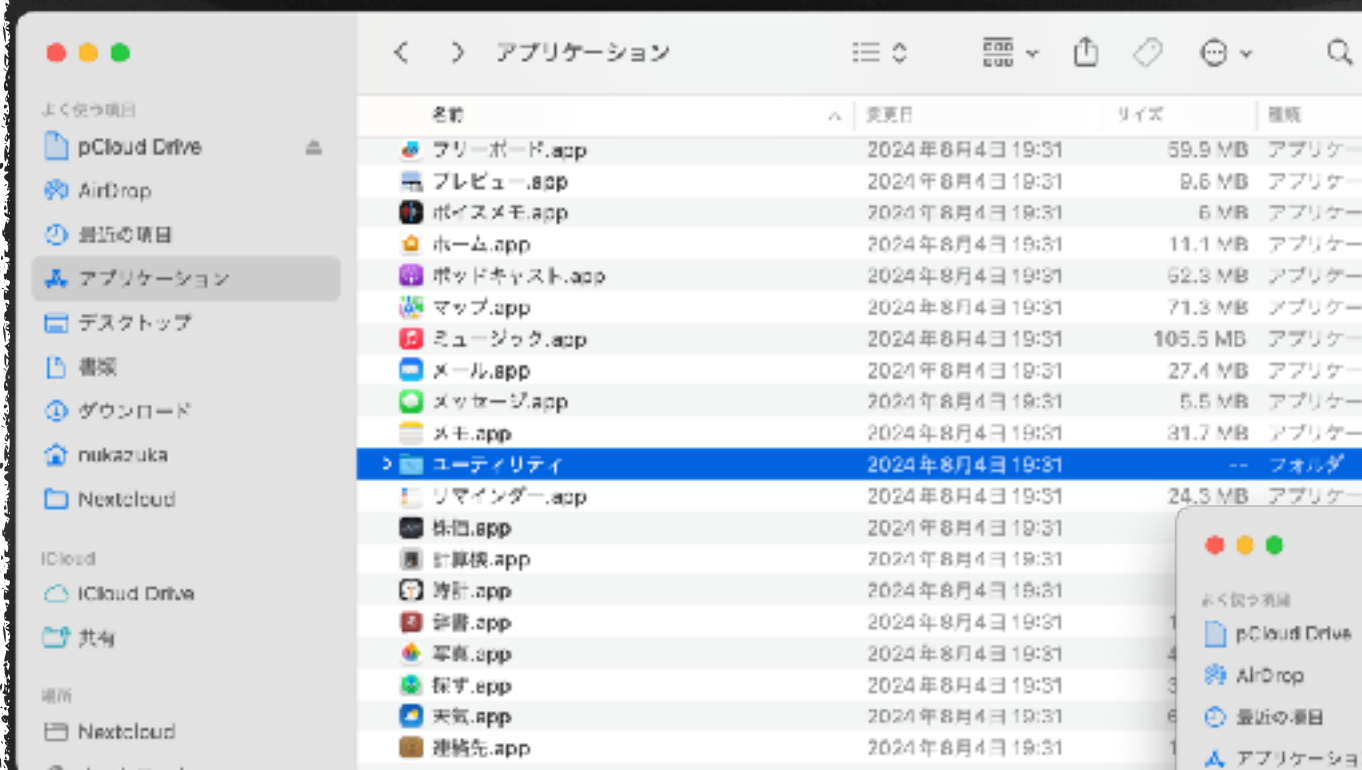 アプリケーション
よく使う項目
pCloud Drive
AirDrop
最近の項目
アプリケーション
デスクトップ
書類
ダウンロード
nukazuka
Nextcloud
iCloud
iCloud Drive
共有
場所
Nextcloud
名前 変更日 サイズ 種類
フリーボード.app 2024年8月4日 19:31 59.9 MB アプリケー
プレビュー.app 2024年8月4日 19:31 9.6 MB アプリケー
ボイスメモ.app 2024年8月4日 19:31 6 MB アプリケー
ホーム.app 2024年8月4日 19:31 11.1 MB アプリケー
ポッドキャスト.app 2024年8月4日 19:31 52.3 MB アプリケー
マップ.app 2024年8月4日 19:31 71.3 MB アプリケー
ミュージック.app 2024年8月4日 19:31 105.5 MB アプリケー
メール.app 2024年8月4日 19:31 27.4 MB アプリケー
メッセージ.app 2024年8月4日 19:31 5.5 MB アプリケー
メモ.app 2024年8月4日 19:31 31.7 MB アプリケー
ユーティリティ 2024年8月4日 19:31 -- フォルダ
リマインダー.app 2024年8月4日 19:31 24.3 MB アプリケー
株価.app 2024年8月4日 19:31
計算機.app 2024年8月4日 19:31
時計.app 2024年8月4日 19:31
辞書.app 2024年8月4日 19:31
写真.app 2024年8月4日 19:31
探す.app 2024年8月4日 19:31
天気.app 2024年8月4日 19:31
連絡先.app 2024年8月4日 19:31
よく使う項目
pCloud Drive
AirDrop
最近の項目
アプリケーショ